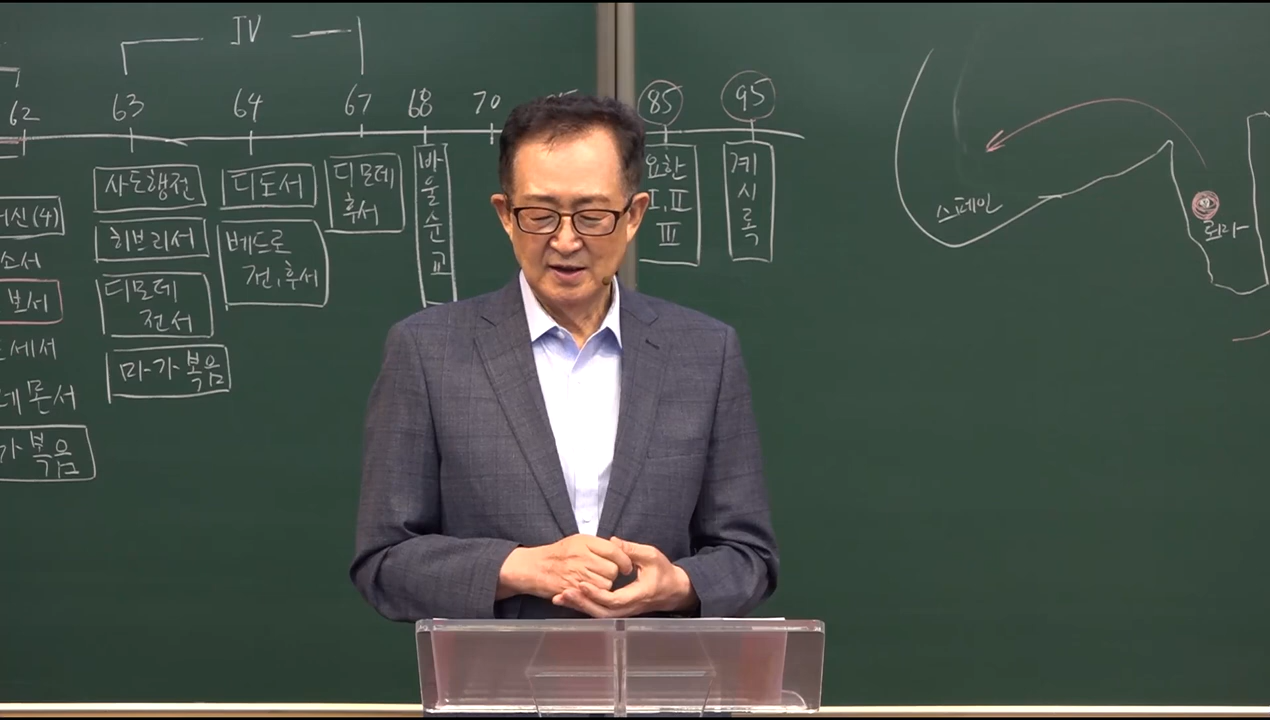 IV
62
63
64
67
68
70
85
95
서신(4)
소서
보서
세서
몬서
복음
사도행전
히브리서
디모데
전서
마가복음
디도서
베드로
전,후서
디모데
후서
바울순교
요한
I, II
III
계시록
스페인
로마